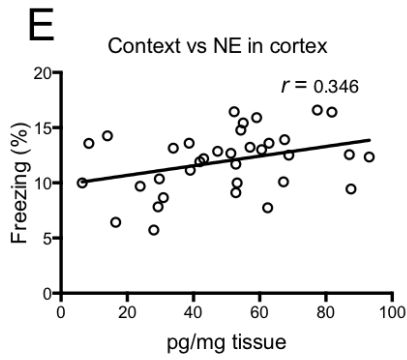 E
Context vs NE in cortex
r = 0.346
20
15
10
5
0
Freezing (%)
0 20 40 60 80 100
pg/mg tissue